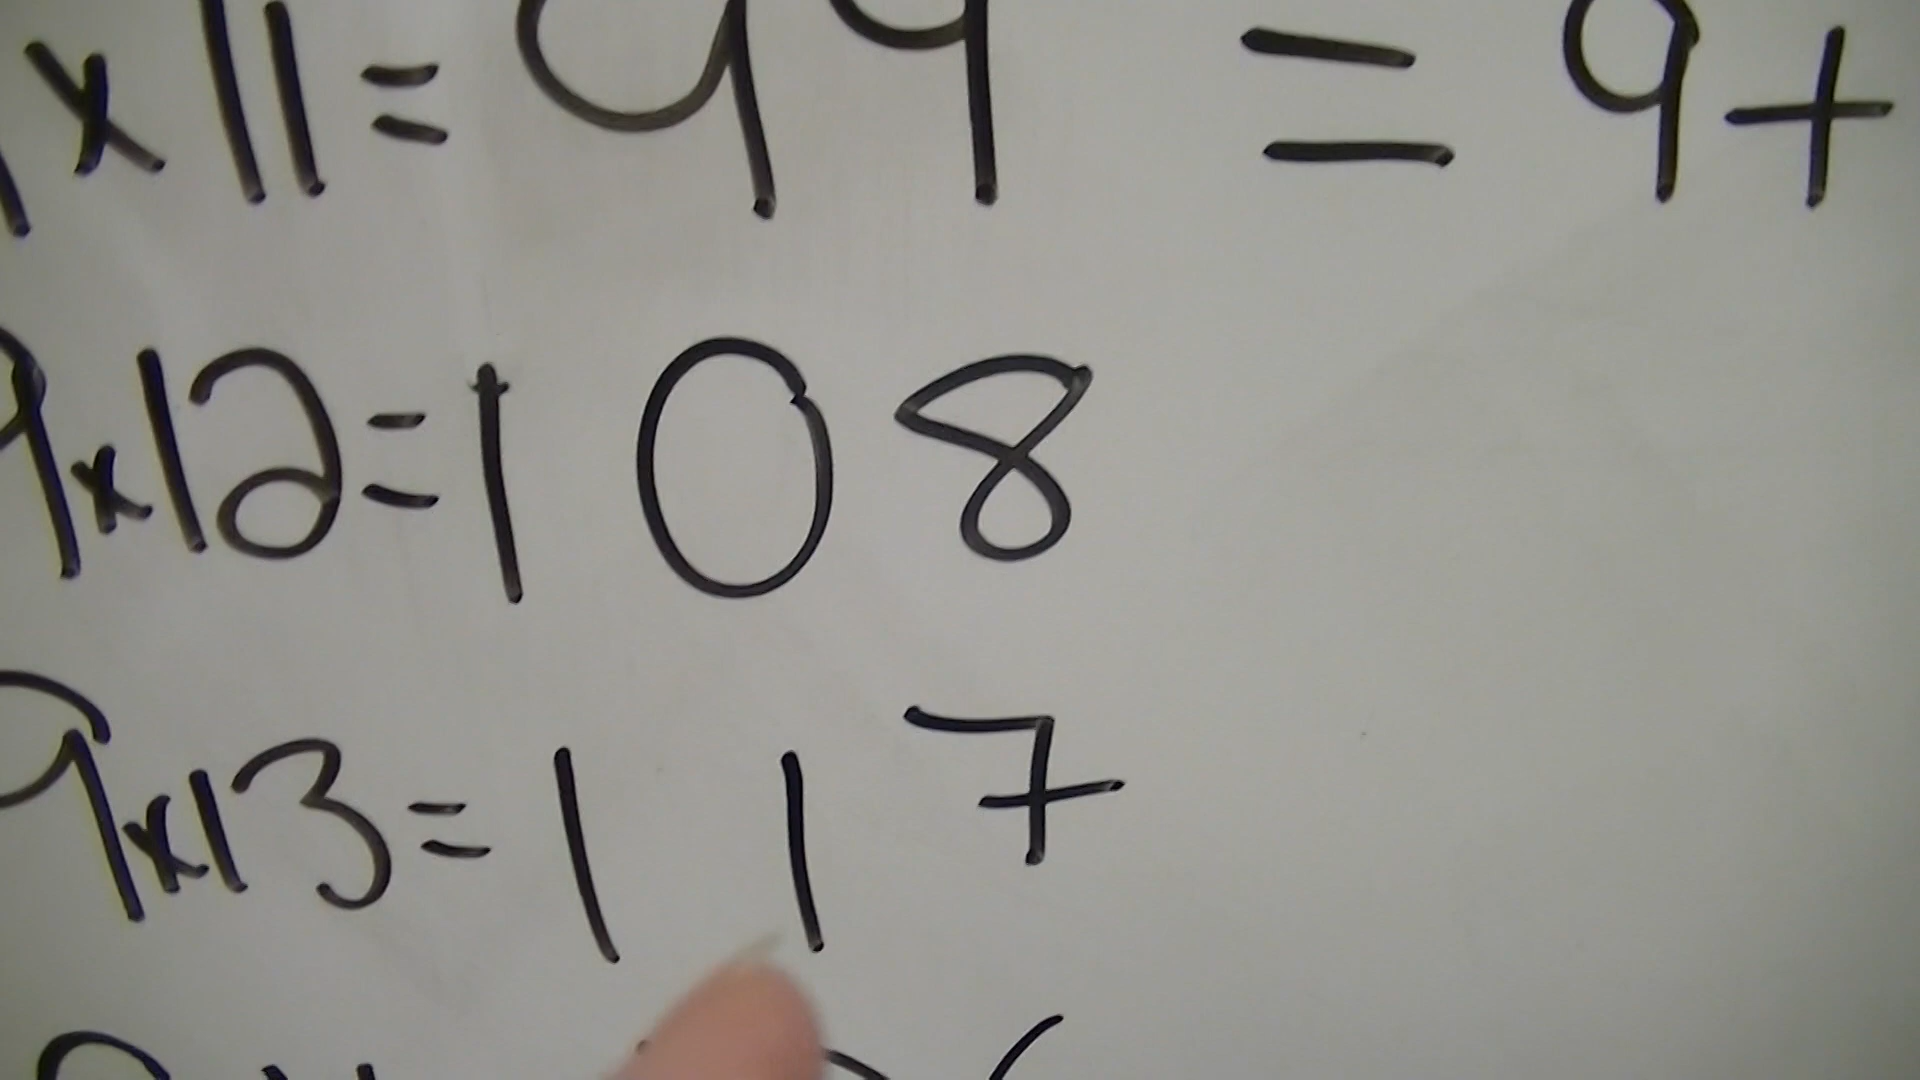 9x11= 99 = 9+
9x12=108
9x13=117